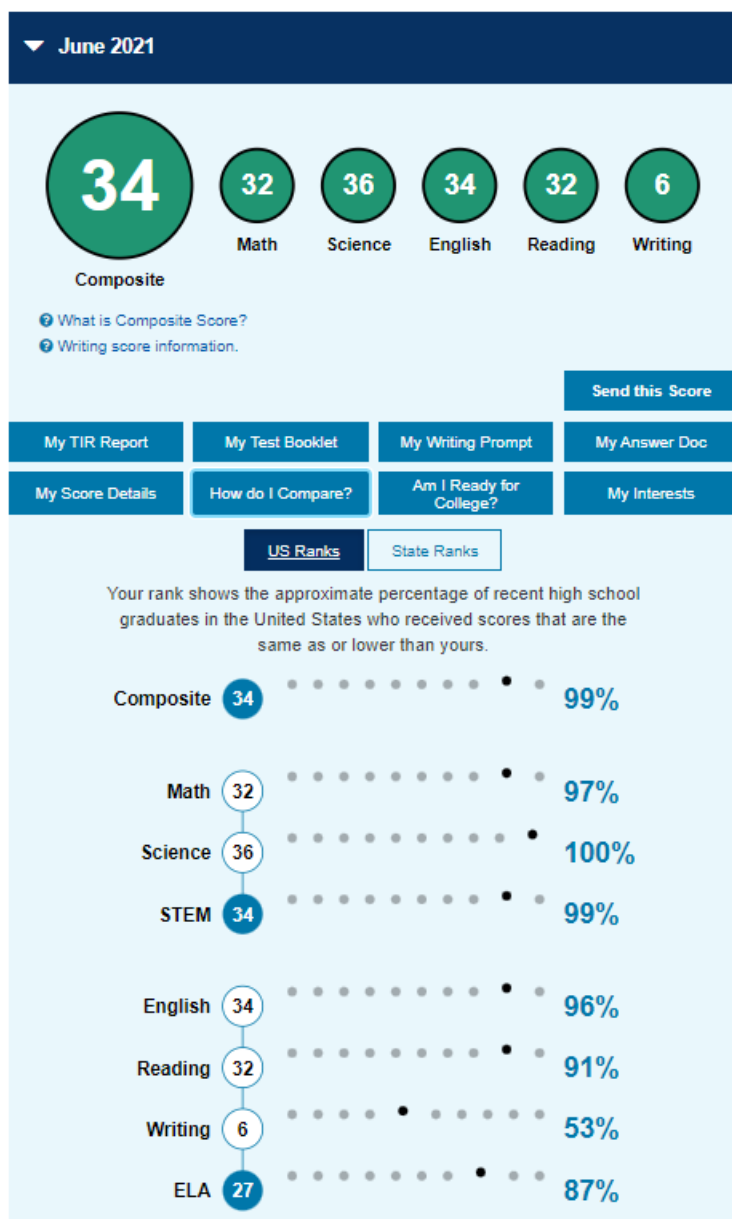 June 2021
34 32 36 34 32 6
Math Science English Reading Writing
Composite
What is Composite Score?
Writing score information.
Send this Score
My TIR Report My Test Booklet My Writing Prompt My Answer Doc
My Score Details How do I Compare? Am I Ready for College? My Interests
US Ranks State Ranks
Your rank shows the approximate percentage of recent high school
graduates in the United States who received scores that are the
same as or lower than yours.
Composite 34 99%
Math 32 97%
Science 36 100%
STEM 34 99%
English 34 96%
Reading 32 91%
Writing 6 53%
ELA 27 87%